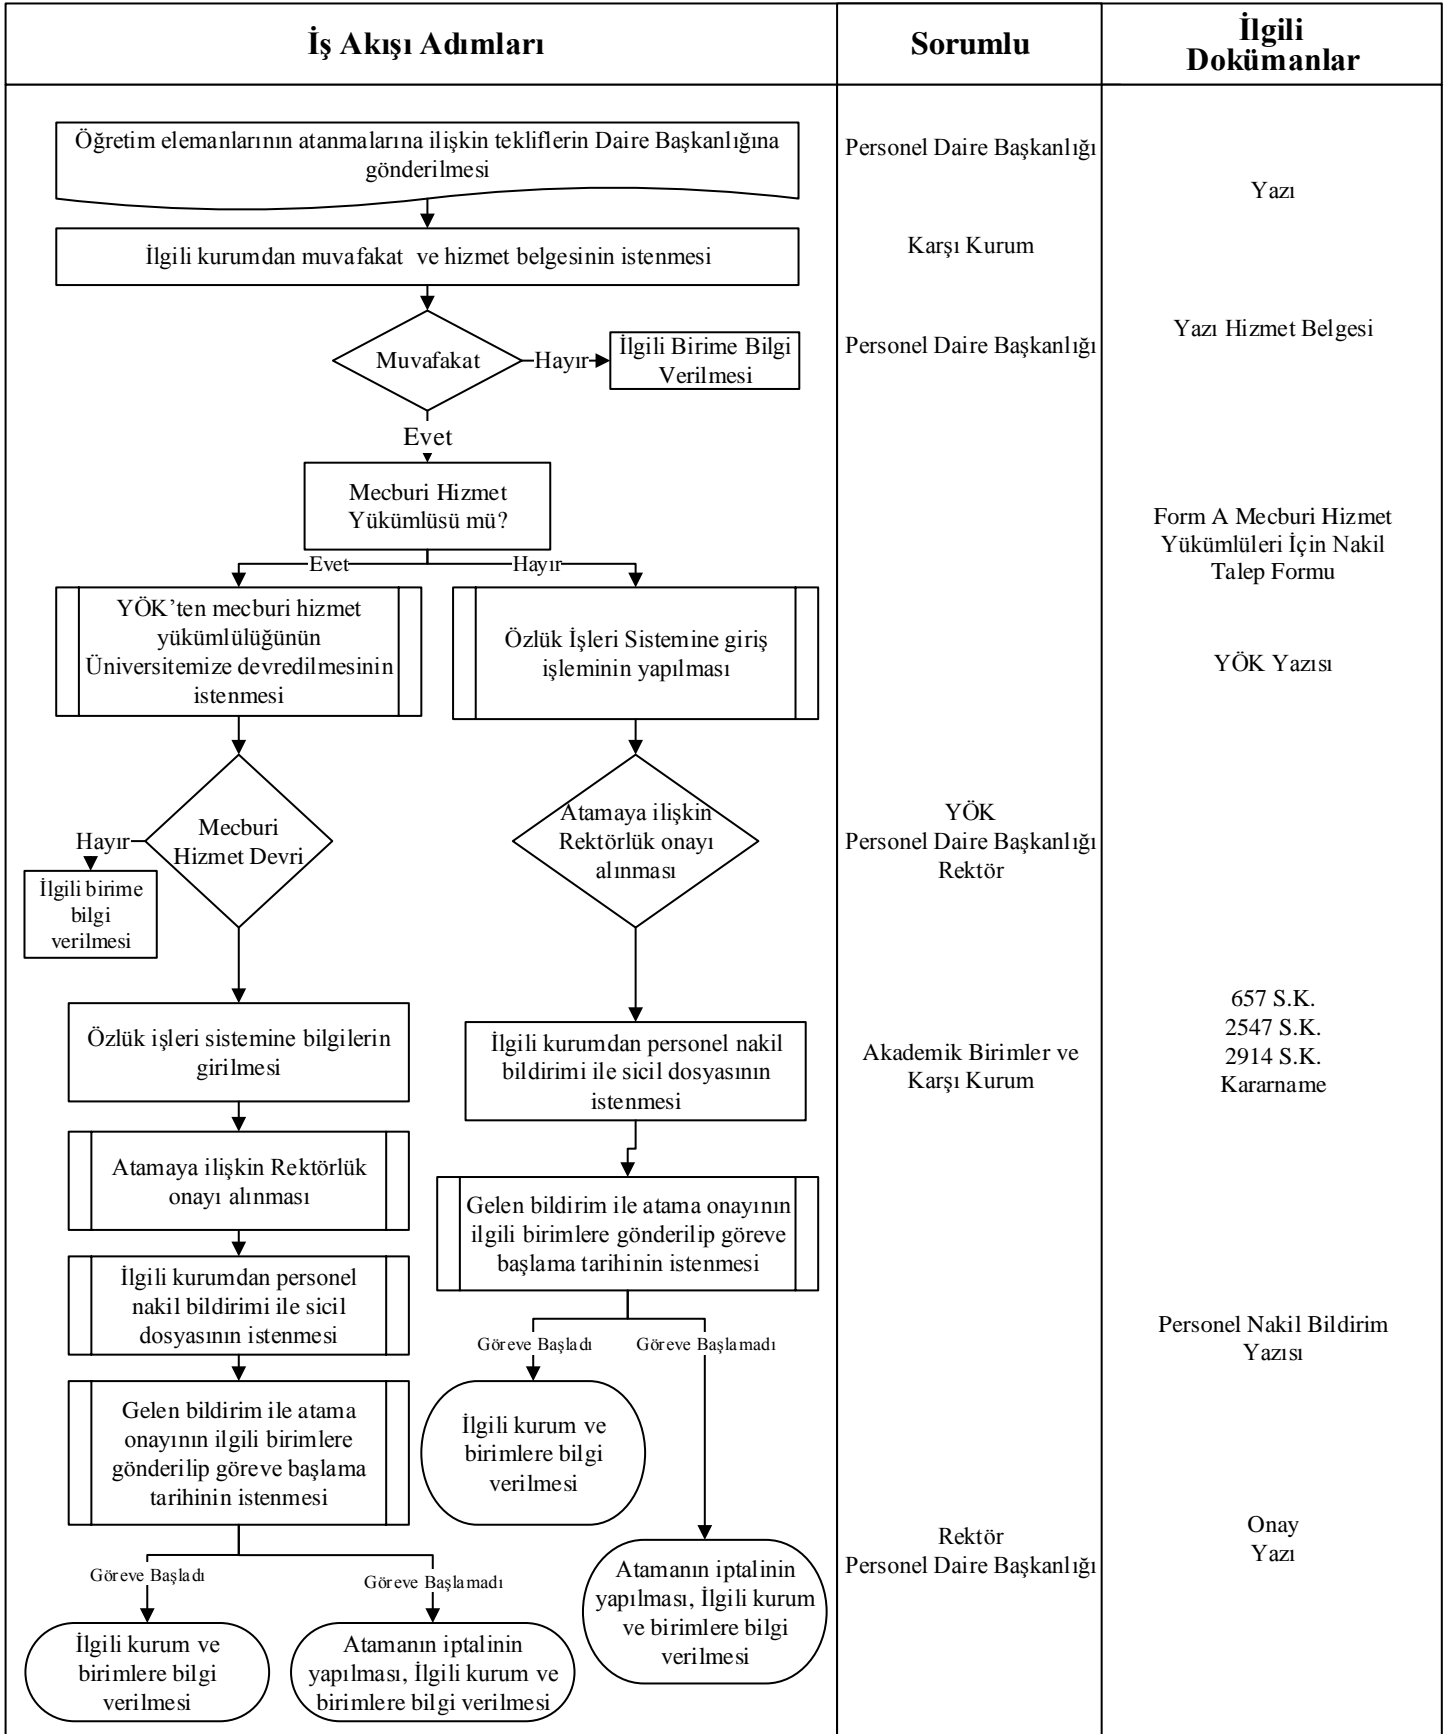 İş Akışı Adımları
Sorumlu
İlgili
Dokümanlar
Öğretim elemanlarının atanmalarına ilişkin tekliflerin Daire Başkanlığına
gönderilmesi
Personel Daire Başkanlığı
Yazı
İlgili kurumdan muvafakat ve hizmet belgesinin istenmesi
Karşı Kurum
Muvafakat
Hayır
İlgili Birime Bilgi
Verilmesi
Personel Daire Başkanlığı
Yazı Hizmet Belgesi
Evet
Mecburi Hizmet
Yükümlüsü mü?
Form A Mecburi Hizmet
Yükümlüleri İçin Nakil
Talep Formu
Evet
Hayır
YÖK’ten mecburi hizmet
yükümlülüğünün
Üniversitemize devredilmesinin
istenmesi
Özlük İşleri Sistemine giriş
işleminin yapılması
YÖK Yazısı
Mecburi
Hizmet Devri
Hayır
İlgili birime
bilgi
verilmesi
Atamaya ilişkin
Rektörlük onayı
alınması
YÖK
Personel Daire Başkanlığı
Rektör
Özlük işleri sistemine bilgilerin
girilmesi
İlgili kurumdan personel nakil
bildirimi ile sicil dosyasının
istenmesi
Akademik Birimler ve
Karşı Kurum
657 S.K.
2547 S.K.
2914 S.K.
Kararname
Atamaya ilişkin Rektörlük
onayı alınması
Gelen bildirim ile atama onayının
ilgili birimlere gönderilip göreve
başlama tarihinin istenmesi
İlgili kurumdan personel
nakil bildirimi ile sicil
dosyasının istenmesi
Göreve Başladı
Göreve Başlamadı
Personel Nakil Bildirim
Yazısı
Gelen bildirim ile atama
onayının ilgili birimlere
gönderilip göreve başlama
tarihinin istenmesi
İlgili kurum ve
birimlere bilgi
verilmesi
Göreve Başladı
Göreve Başlamadı
Atamanın iptalinin
yapılması, İlgili kurum
ve birimlere bilgi
verilmesi
Rektör
Personel Daire Başkanlığı
Onay
Yazı
İlgili kurum ve
birimlere bilgi
verilmesi
Atamanın iptalinin
yapılması, İlgili kurum ve
birimlere bilgi verilmesi